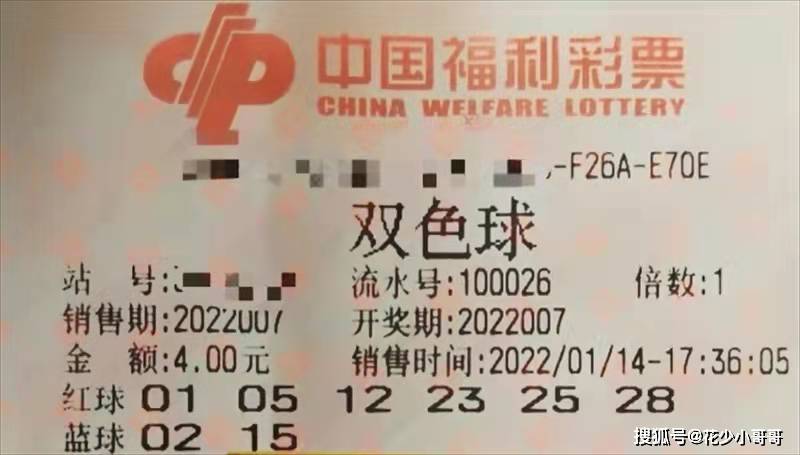 中国福利彩票
CHINA WELFARE LOTTERY
-F26A-E70E
双色球
站 号: 流水号:100026 倍数:1
销售期:2022007 开奖期:2022007
金 额:4.00元 销售时间:2022/01/14-17:36:05
红球 01 05 12 23 25 28
蓝球 02 15
搜狐号@花少小哥哥